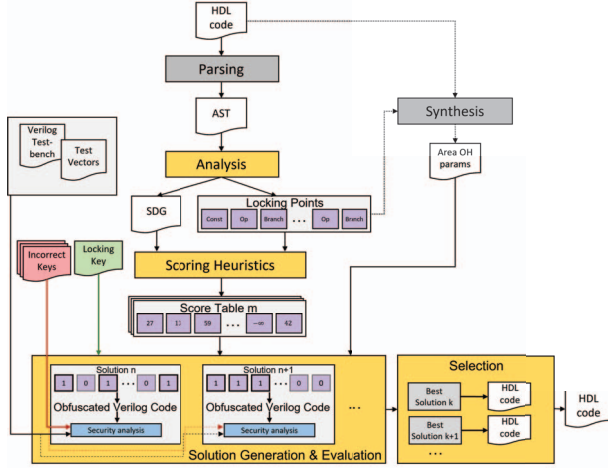 HDL
code
Parsing
AST
Synthesis
Verilog
Test-
bench
Test
Vectors
Area OH
params
Analysis
SDG
Locking Points
Const Op Branch ... Op Branch
Incorrect
Keys
Locking
Key
Scoring Heuristics
Score Table m
27 59 ... -∞ 42
Solution n
1 0 1 ... 0 1
Obfuscated Verilog Code
Security analysis
Solution n+1
1 1 1 ... 0 0
Obfuscated Verilog Code
Security analysis
...
Solution Generation & Evaluation
Selection
Best
Solution k
HDL
code
Best
Solution k+1
HDL
code
...
HDL
code